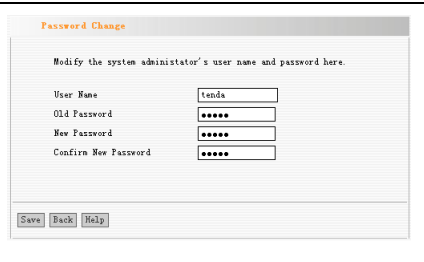 Password Change
Modify the system administator's user name and password here.
User Name tenda
Old Password •••••
New Password •••••
Confirm New Password •••••
Save Back Help